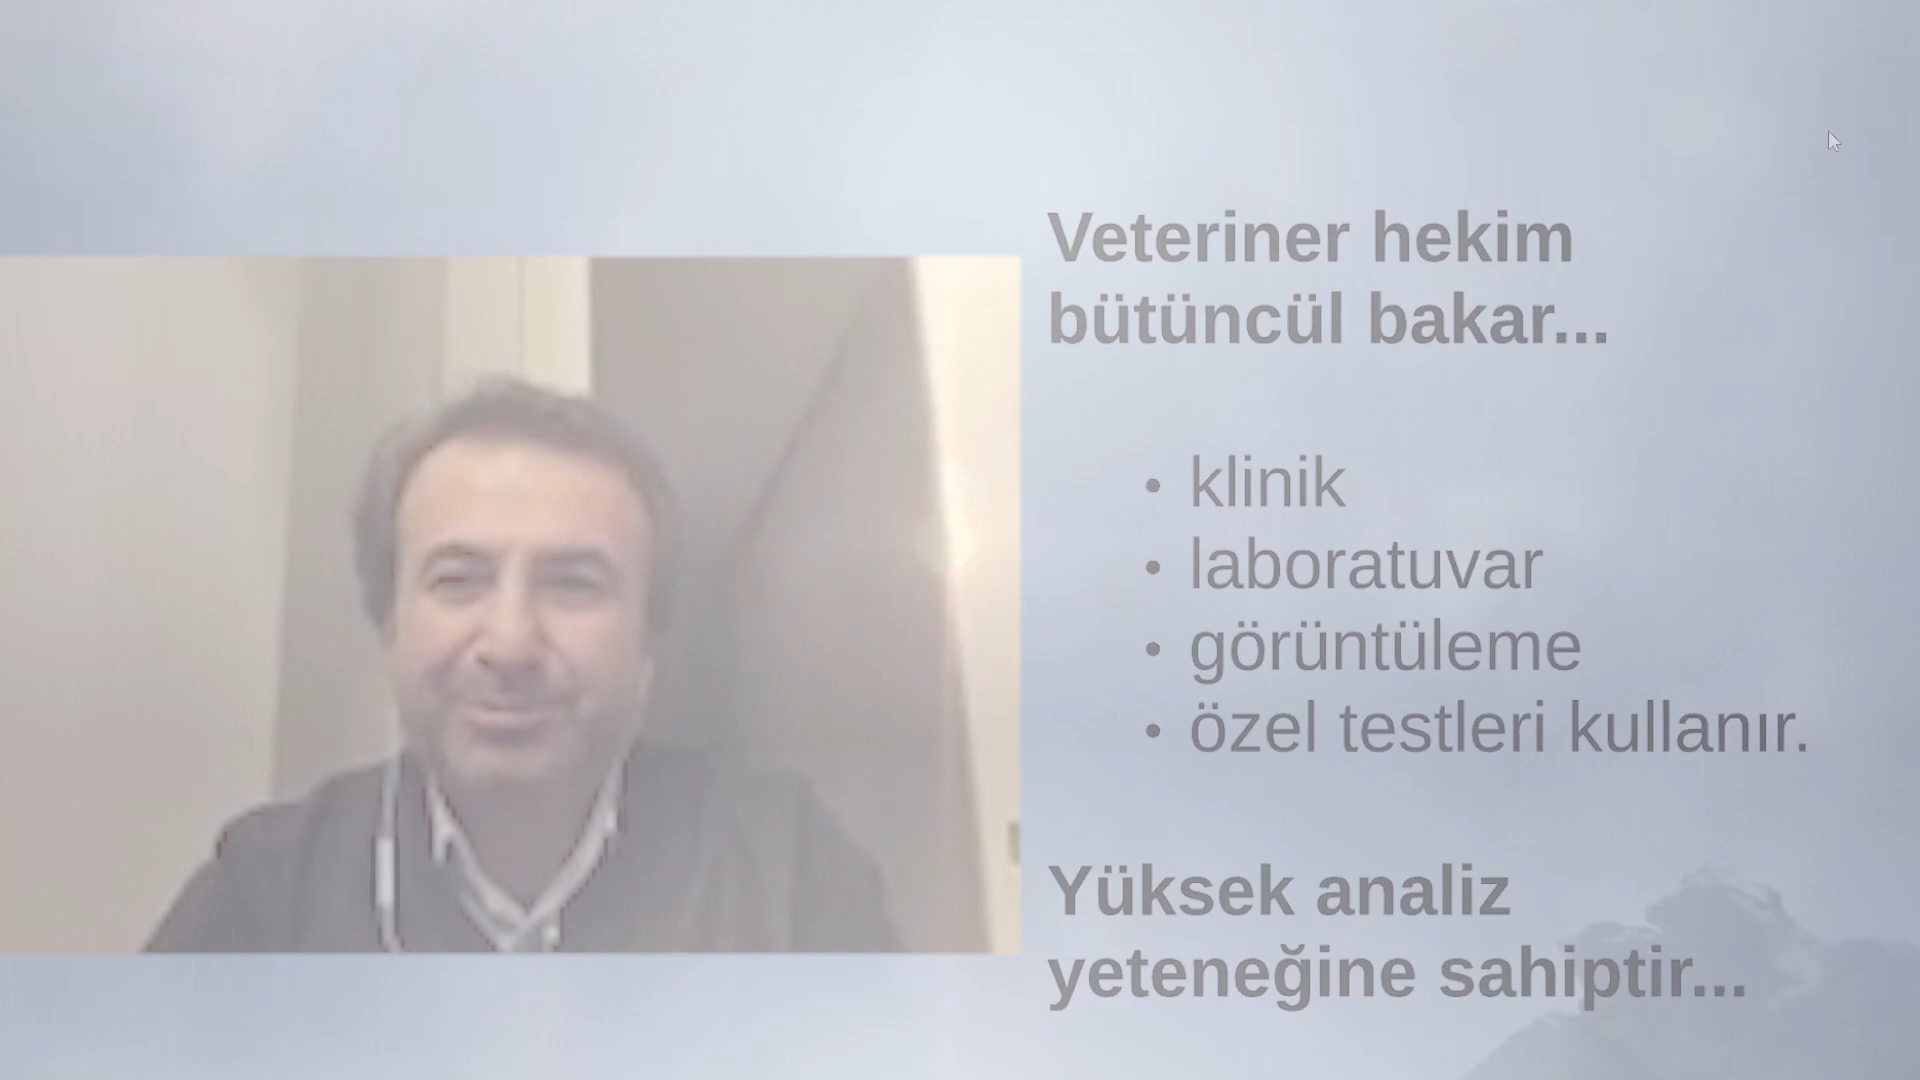 Veteriner hekim
bütüncül bakar...
• klinik
• laboratuvar
• görüntüleme
• özel testleri kullanır.
Yüksek analiz
yeteneğine sahiptir...